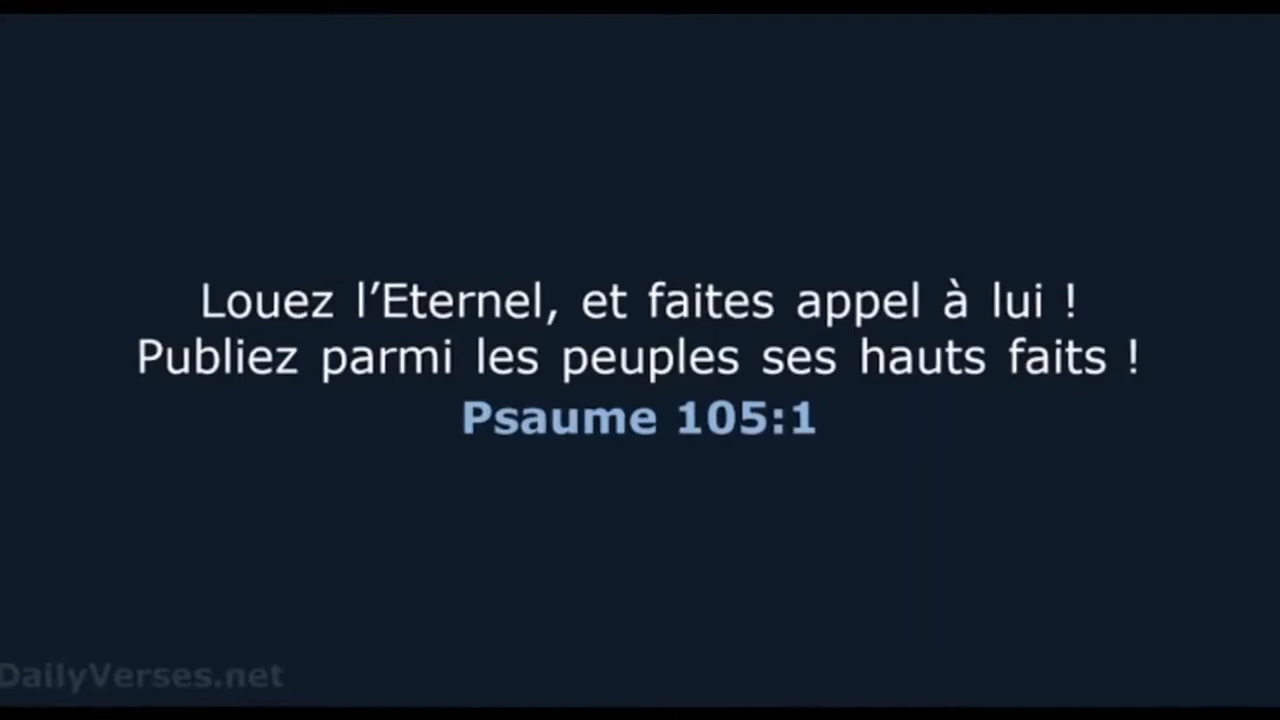 Louez l’Eternel, et faites appel à lui !
Publiez parmi les peuples ses hauts faits !
Psaume 105:1
DailyVerses.net